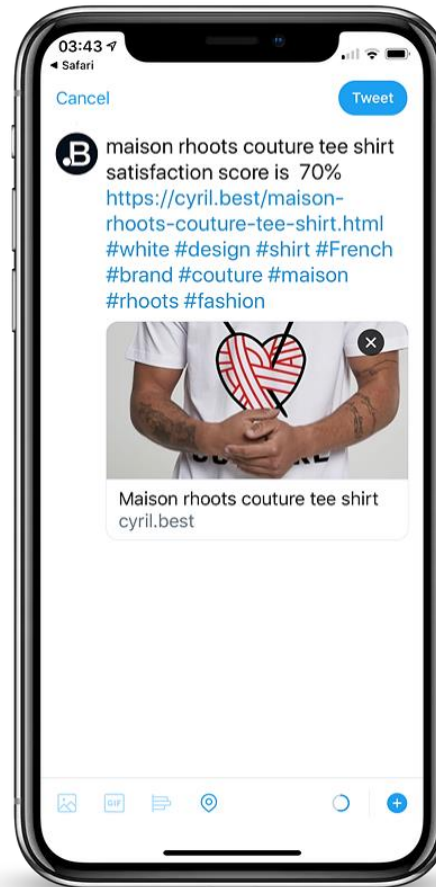 03:43
◀ Safari
Cancel
Tweet
.B
maison rhoots couture tee shirt
satisfaction score is 70%
https://cyril.best/maison-
rhoots-couture-tee-shirt.html
#white #design #shirt #French
#brand #couture #maison
#rhoots #fashion
Maison rhoots couture tee shirt
cyril.best
GIF